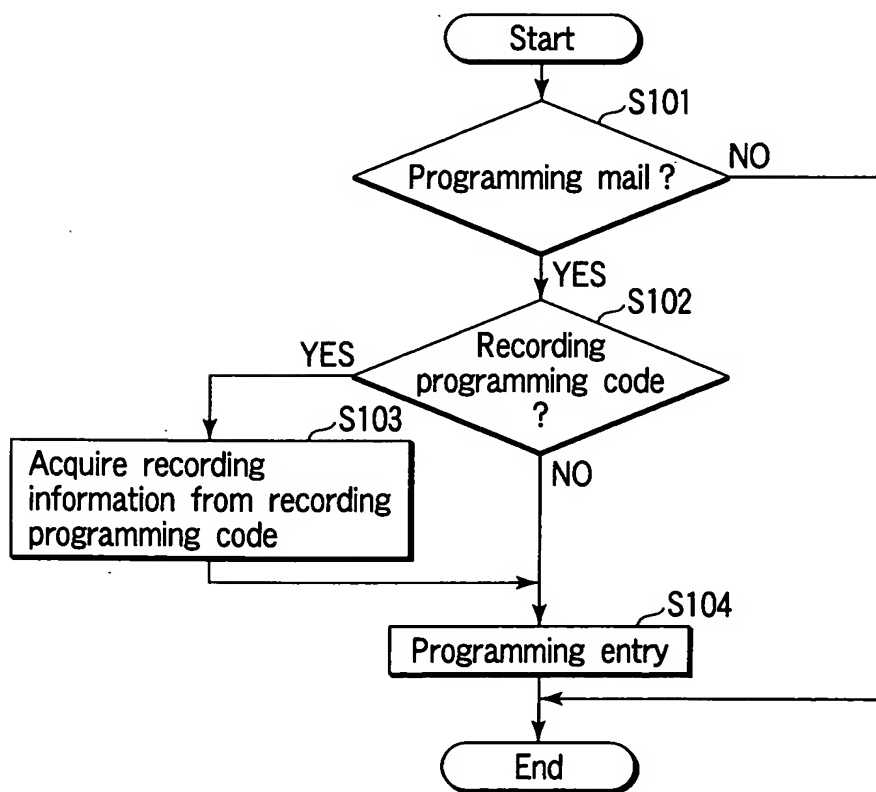 Start
S101
Programming mail ?
NO
YES
S102
Recording
programming code
?
YES
S103
NO
Acquire recording
information from recording
programming code
S104
Programming entry
End